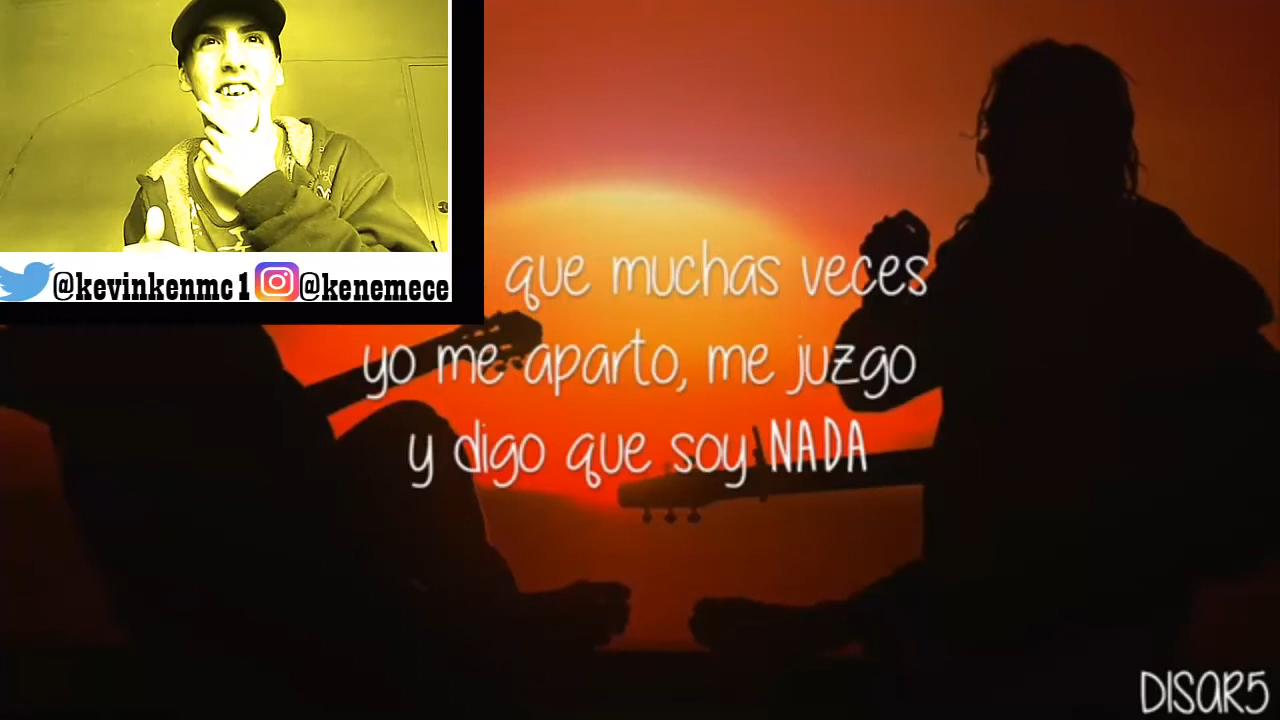 @kevinkenmc1 @kenemece
que muchas veces
yo me aparto, me juzgo
y digo que soy NADA
DISAR5